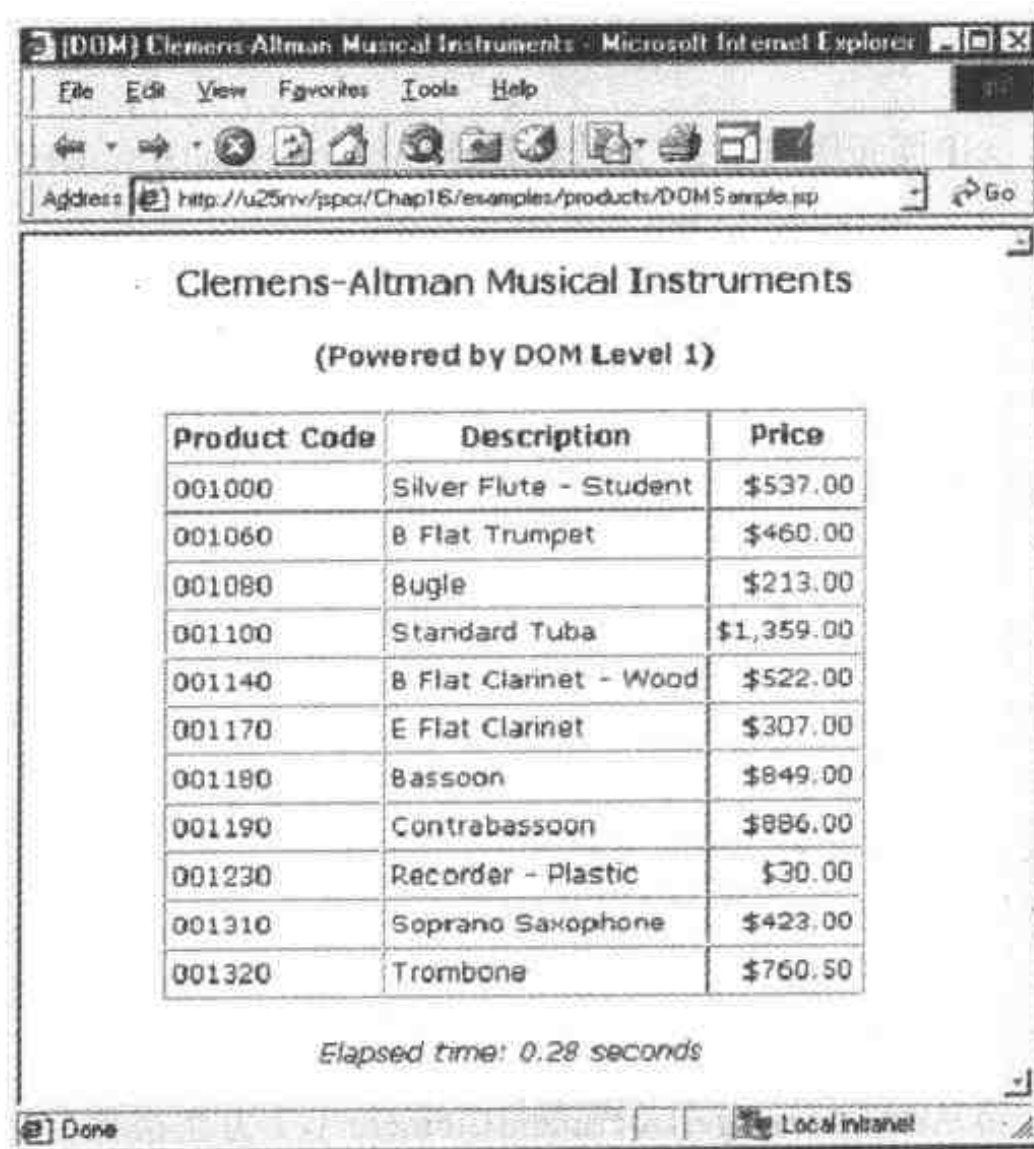 (DOM) Clemens-Altman Musical Instruments - Microsoft Internet Explorer
File Edit View Favorites Tools Help
Address http://u25nv/jspcr/Chap16/examples/products/DOMSample.jsp Go
Clemens-Altman Musical Instruments
(Powered by DOM Level 1)
Product Code Description Price
001000 Silver Flute - Student $537.00
001060 B Flat Trumpet $460.00
001080 Bugle $213.00
001100 Standard Tuba $1,359.00
001140 B Flat Clarinet - Wood $522.00
001170 E Flat Clarinet $307.00
001180 Bassoon $849.00
001190 Contrabassoon $886.00
001230 Recorder - Plastic $30.00
001310 Soprano Saxophone $423.00
001320 Trombone $760.50
Elapsed time: 0.28 seconds
Done Local intranet